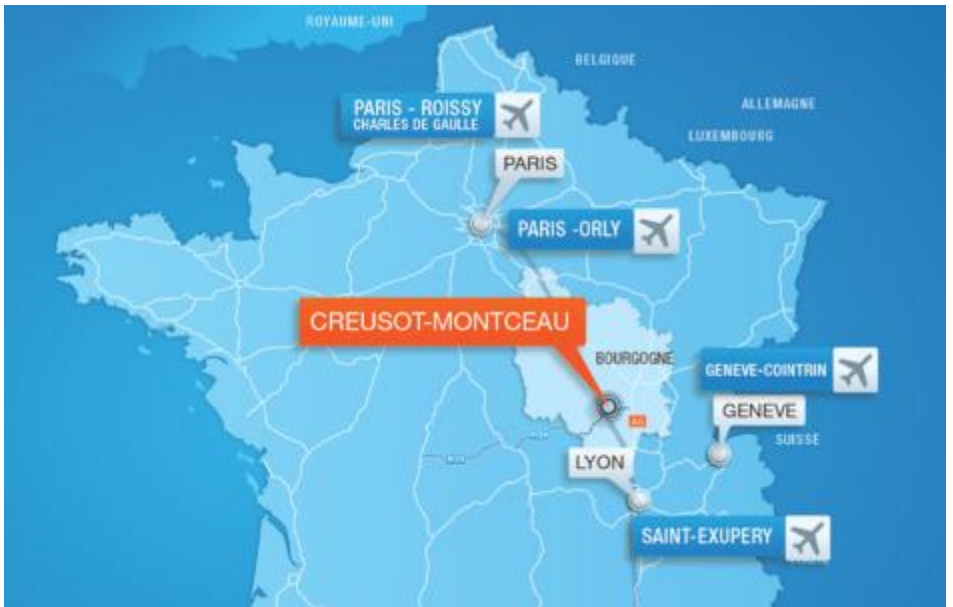 ROYAUME-UNI
BELGIQUE
ALLEMAGNE
PARIS - ROISSY
CHARLES DE GAULLE
LUXEMBOURG
PARIS
PARIS -ORLY
CREUSOT-MONTCEAU
BOURGOGNE
GENEVE-COINTRIN
GENEVE
A6
SUISSE
LYON
SAINT-EXUPERY